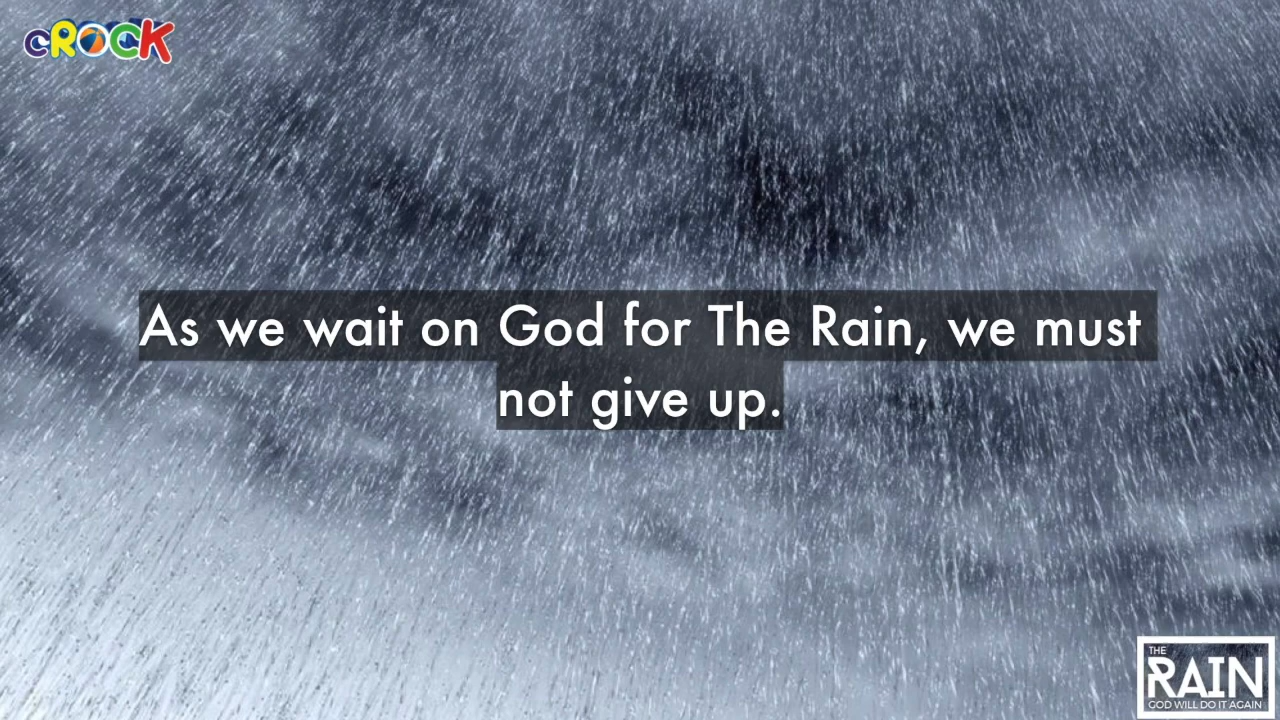 cROCK
As we wait on God for The Rain, we must
not give up.
THE
RAIN
GOD WILL DO IT AGAIN